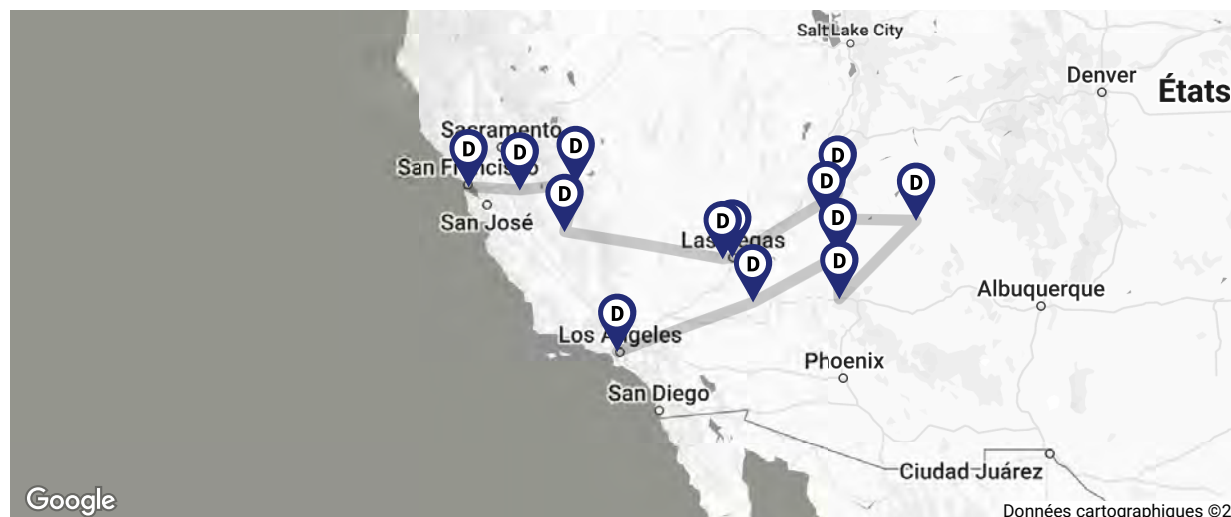 Salt Lake City
Denver
États
Sacramento
D
D
D
D
D
San Francisco
D
D
D
San José
D
D
Las Vegas
D
D
Albuquerque
D
Los Angeles
Phoenix
San Diego
Ciudad Juárez
Google
Données cartographiques ©2